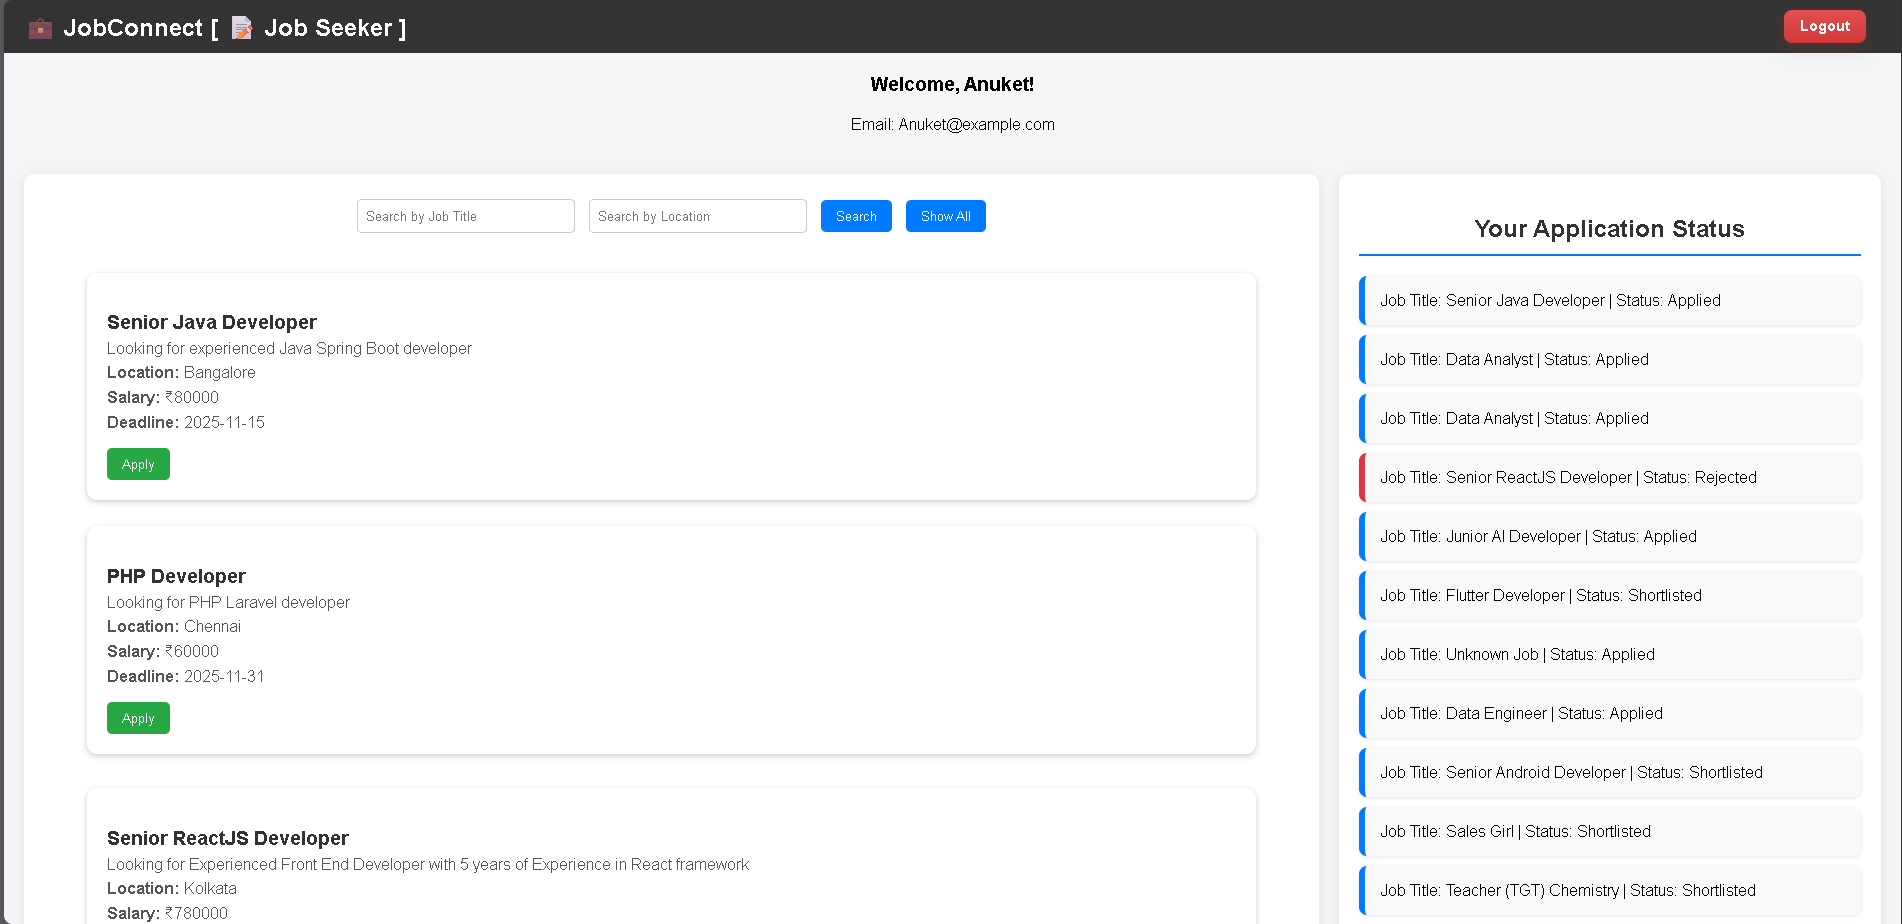 JobConnect [ Job Seeker ]
Logout
Welcome, Anuket!
Email: Anuket@example.com
Search by Job Title
Search by Location
Search
Show All
Senior Java Developer
Looking for experienced Java Spring Boot developer
Location: Bangalore
Salary: ₹80000
Deadline: 2025-11-15
Apply
PHP Developer
Looking for PHP Laravel developer
Location: Chennai
Salary: ₹60000
Deadline: 2025-11-31
Apply
Senior ReactJS Developer
Looking for Experienced Front End Developer with 5 years of Experience in React framework
Location: Kolkata
Salary: ₹780000
Your Application Status
Job Title: Senior Java Developer | Status: Applied
Job Title: Data Analyst | Status: Applied
Job Title: Data Analyst | Status: Applied
Job Title: Senior ReactJS Developer | Status: Rejected
Job Title: Junior AI Developer | Status: Applied
Job Title: Flutter Developer | Status: Shortlisted
Job Title: Unknown Job | Status: Applied
Job Title: Data Engineer | Status: Applied
Job Title: Senior Android Developer | Status: Shortlisted
Job Title: Sales Girl | Status: Shortlisted
Job Title: Teacher (TGT) Chemistry | Status: Shortlisted